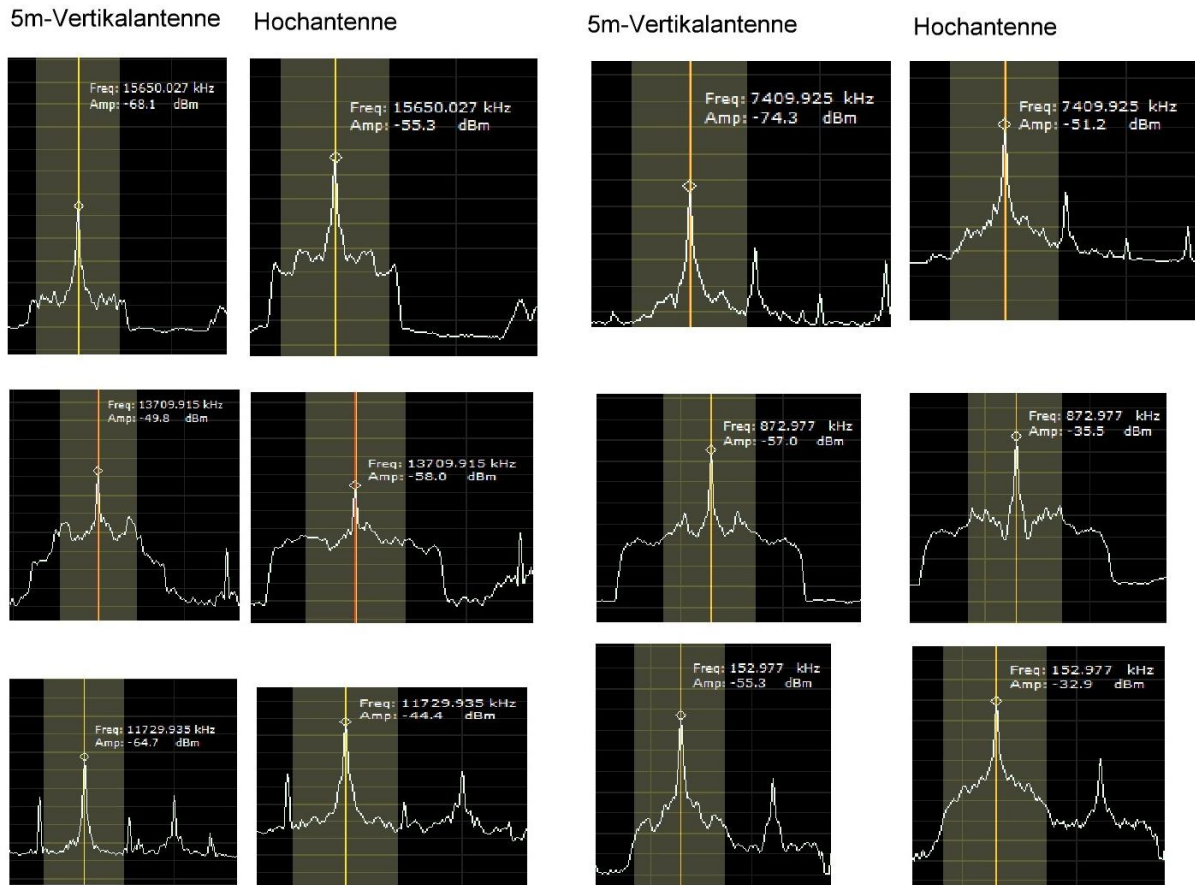 5m-Vertikalantenne
Hochantenne
5m-Vertikalantenne
Hochantenne
Freq: 15650.027 kHz
Amp: -68.1 dBm
Freq: 15650.027 kHz
Amp: -55.3 dBm
Freq: 7409.925 kHz
Amp: -74.3 dBm
Freq: 7409.925 kHz
Amp: -51.2 dBm
Freq: 13709.915 kHz
Amp: -49.8 dBm
Freq: 13709.915 kHz
Amp: -58.0 dBm
Freq: 872.977 kHz
Amp: -57.0 dBm
Freq: 872.977 kHz
Amp: -35.5 dBm
Freq: 11729.935 kHz
Amp: -64.7 dBm
Freq: 11729.935 kHz
Amp: -44.4 dBm
Freq: 152.977 kHz
Amp: -55.3 dBm
Freq: 152.977 kHz
Amp: -32.9 dBm